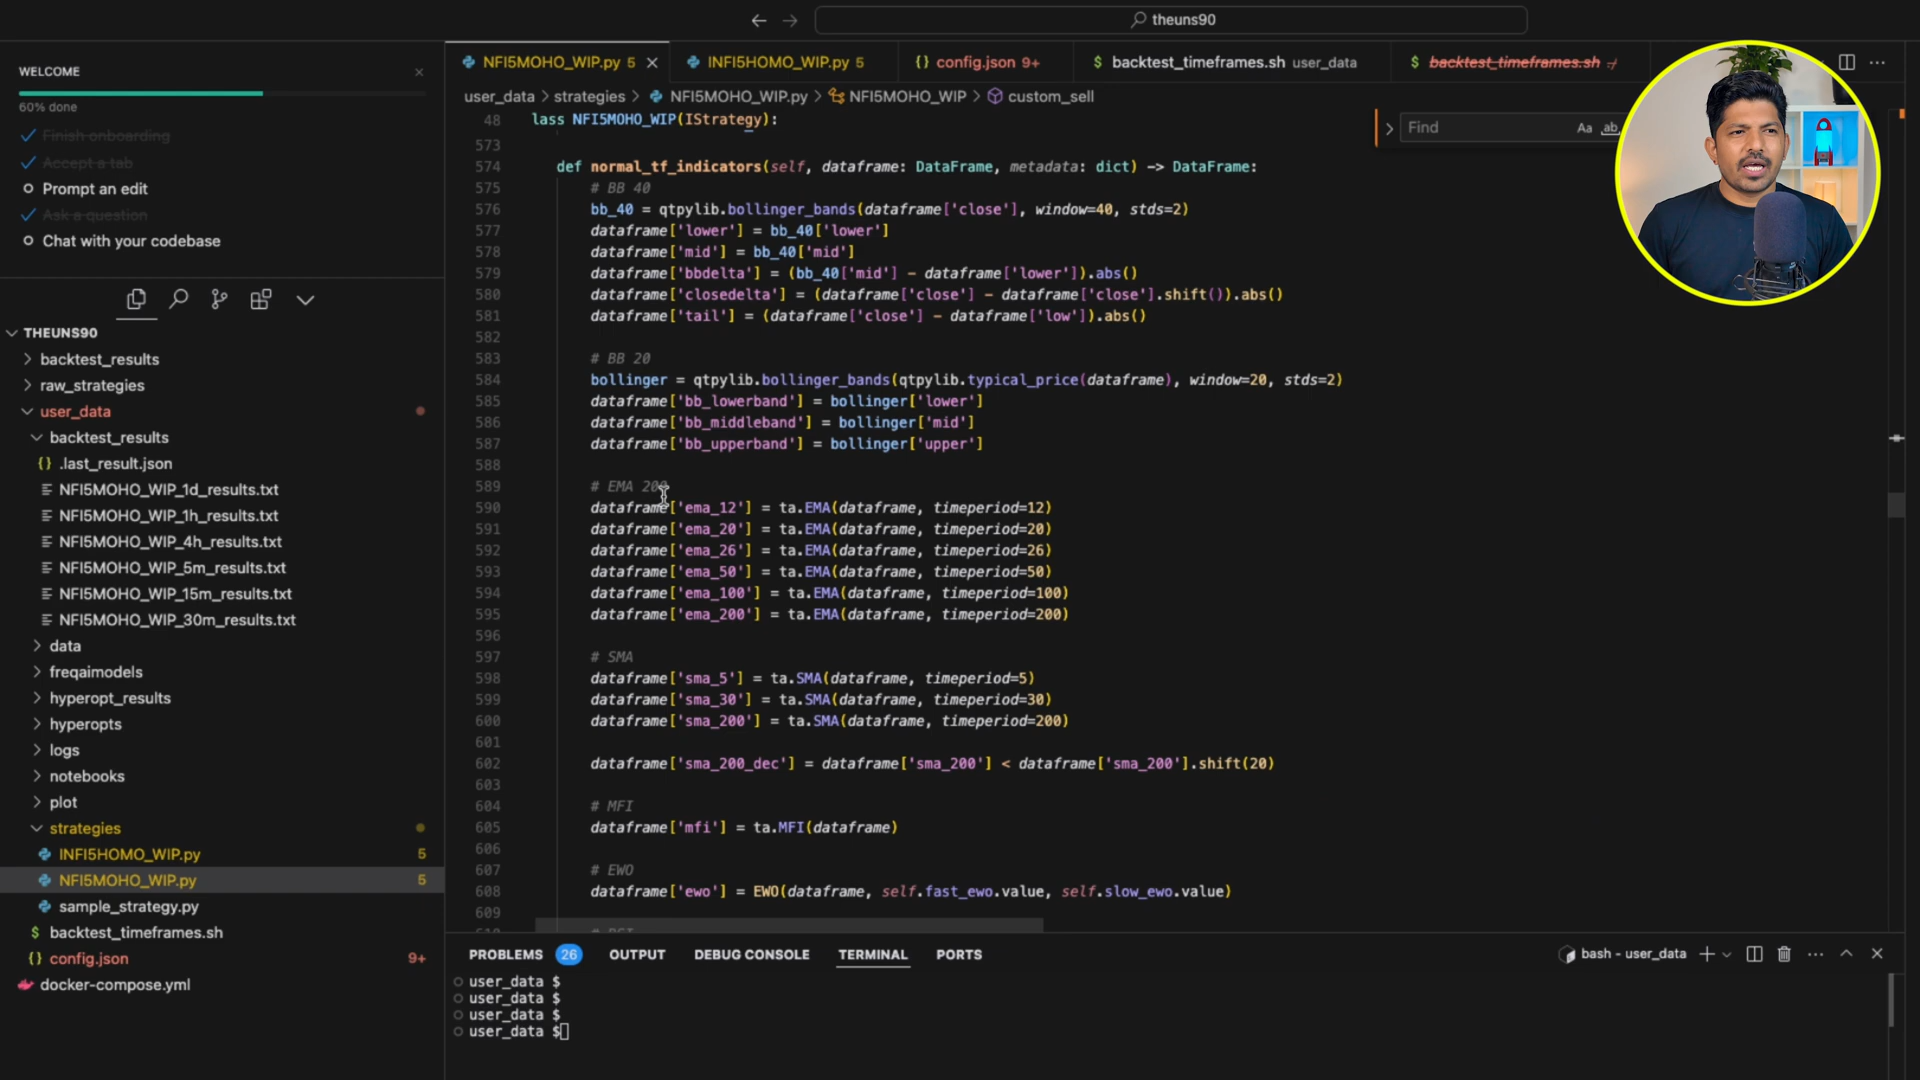 theuns90
WELCOME
60% done
Finish onboarding
Accept a tab
Prompt an edit
Ask a question
Chat with your codebase
THEUNS90
backtest_results
raw_strategies
user_data
backtest_results
{} .last_result.json
NFI5MOHO_WIP_1d_results.txt
NFI5MOHO_WIP_1h_results.txt
NFI5MOHO_WIP_4h_results.txt
NFI5MOHO_WIP_5m_results.txt
NFI5MOHO_WIP_15m_results.txt
NFI5MOHO_WIP_30m_results.txt
data
freqaimodels
hyperopt_results
hyperopts
logs
notebooks
plot
strategies
INFI5HOMO_WIP.py 5
NFI5MOHO_WIP.py 5
sample_strategy.py
$ backtest_timeframes.sh
{} config.json 9+
docker-compose.yml
NFI5MOHO_WIP.py 5 INFI5HOMO_WIP.py 5 {} config.json 9+ $ backtest_timeframes.sh user_data $ backtest_timeframes.sh ./
user_data > strategies > NFI5MOHO_WIP.py > NFI5MOHO_WIP > custom_sell
Find Aa ab
48 lass NFI5MOHO_WIP(IStrategy):
573
574 def normal_tf_indicators(self, dataframe: DataFrame, metadata: dict) -> DataFrame:
575 # BB 40
576 bb_40 = qtpylib.bollinger_bands(dataframe['close'], window=40, stds=2)
577 dataframe['lower'] = bb_40['lower']
578 dataframe['mid'] = bb_40['mid']
579 dataframe['bbdelta'] = (bb_40['mid'] - dataframe['lower']).abs()
580 dataframe['closedelta'] = (dataframe['close'] - dataframe['close'].shift()).abs()
581 dataframe['tail'] = (dataframe['close'] - dataframe['low']).abs()
582
583 # BB 20
584 bollinger = qtpylib.bollinger_bands(qtpylib.typical_price(dataframe), window=20, stds=2)
585 dataframe['bb_lowerband'] = bollinger['lower']
586 dataframe['bb_middleband'] = bollinger['mid']
587 dataframe['bb_upperband'] = bollinger['upper']
588
589 # EMA 200
590 dataframe['ema_12'] = ta.EMA(dataframe, timeperiod=12)
591 dataframe['ema_20'] = ta.EMA(dataframe, timeperiod=20)
592 dataframe['ema_26'] = ta.EMA(dataframe, timeperiod=26)
593 dataframe['ema_50'] = ta.EMA(dataframe, timeperiod=50)
594 dataframe['ema_100'] = ta.EMA(dataframe, timeperiod=100)
595 dataframe['ema_200'] = ta.EMA(dataframe, timeperiod=200)
596
597 # SMA
598 dataframe['sma_5'] = ta.SMA(dataframe, timeperiod=5)
599 dataframe['sma_30'] = ta.SMA(dataframe, timeperiod=30)
600 dataframe['sma_200'] = ta.SMA(dataframe, timeperiod=200)
601
602 dataframe['sma_200_dec'] = dataframe['sma_200'] < dataframe['sma_200'].shift(20)
603
604 # MFI
605 dataframe['mfi'] = ta.MFI(dataframe)
606
607 # EWO
608 dataframe['ewo'] = EWO(dataframe, self.fast_ewo.value, self.slow_ewo.value)
609
PROBLEMS 26 OUTPUT DEBUG CONSOLE TERMINAL PORTS bash - user_data
user_data $
user_data $
user_data $
user_data $